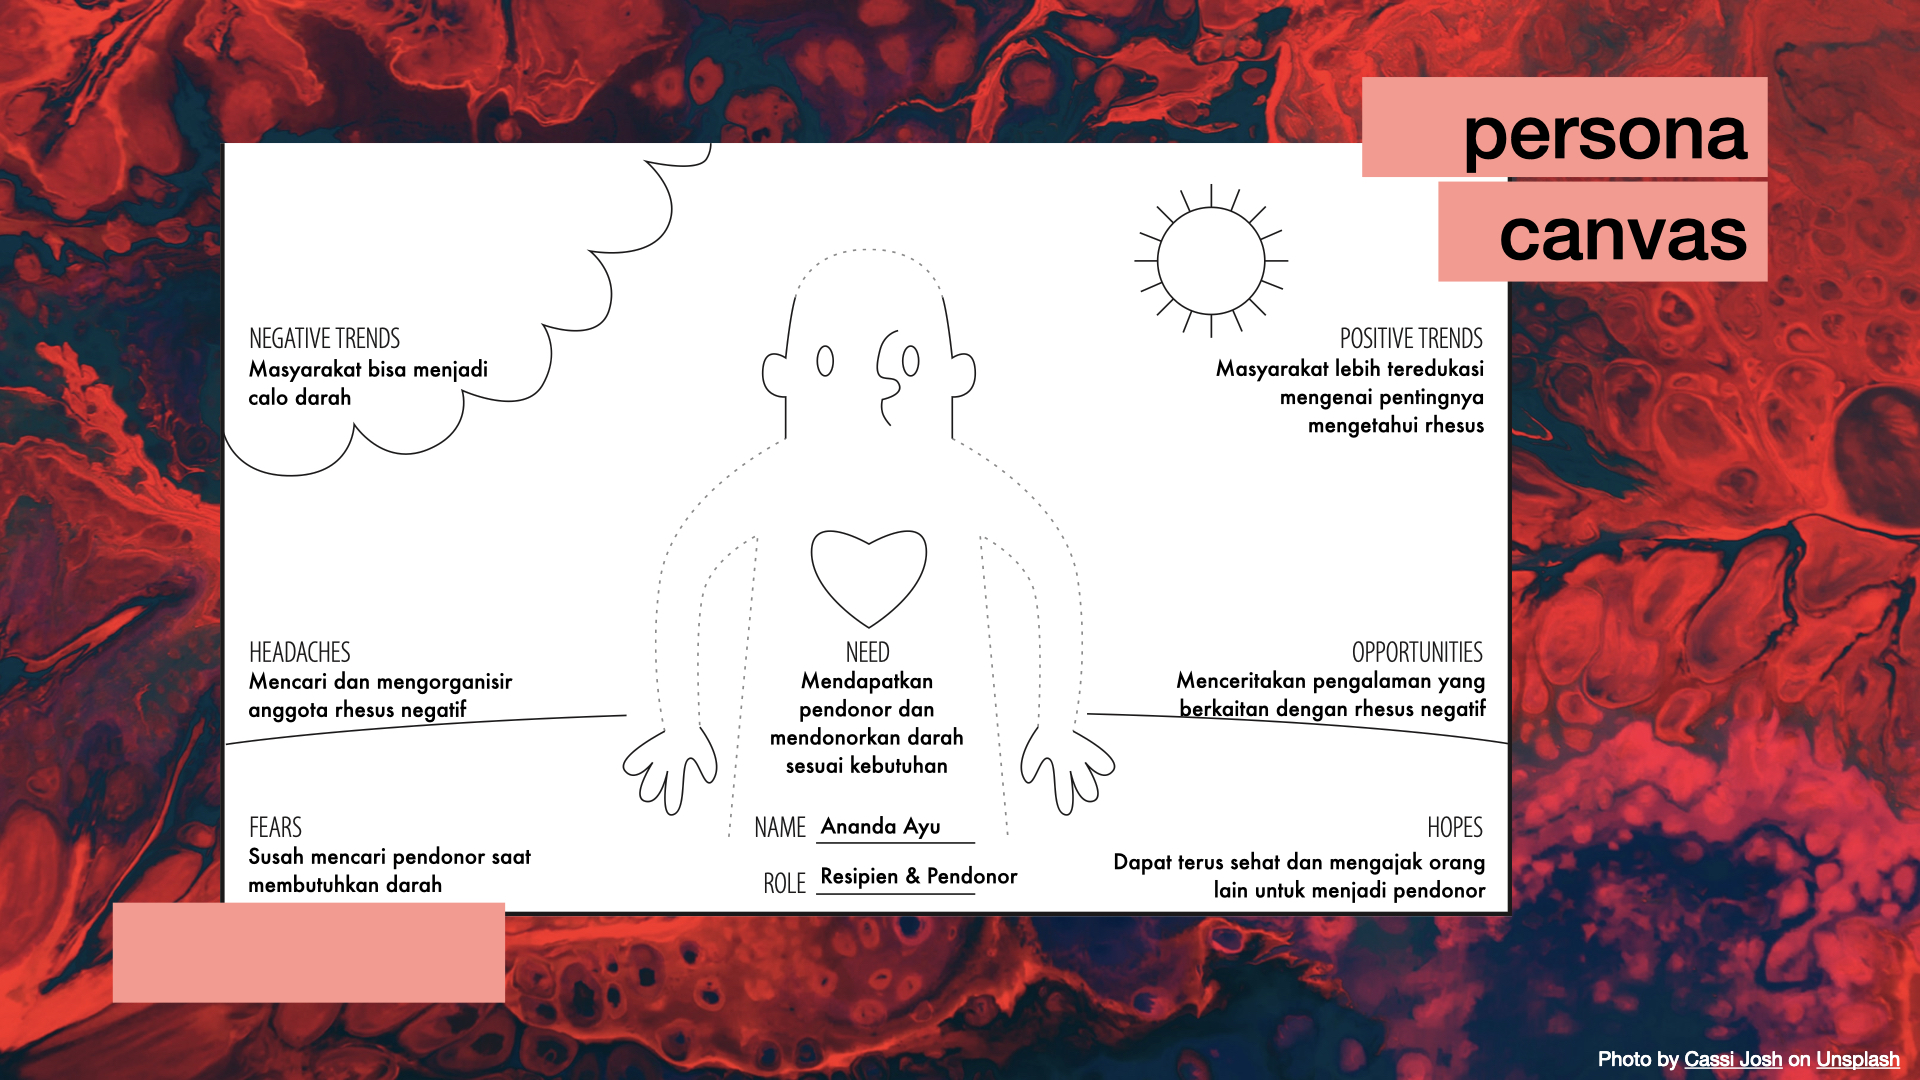 persona
canvas
NEGATIVE TRENDS
Masyarakat bisa menjadi
calo darah
POSITIVE TRENDS
Masyarakat lebih teredukasi
mengenai pentingnya
mengetahui rhesus
HEADACHES
Mencari dan mengorganisir
anggota rhesus negatif
NEED
Mendapatkan
pendonor dan
mendonorkan darah
sesuai kebutuhan
OPPORTUNITIES
Menceritakan pengalaman yang
berkaitan dengan rhesus negatif
FEARS
Susah mencari pendonor saat
membutuhkan darah
NAME Ananda Ayu
ROLE Resipien & Pendonor
HOPES
Dapat terus sehat dan mengajak orang
lain untuk menjadi pendonor
Photo by Cassi Josh on Unsplash